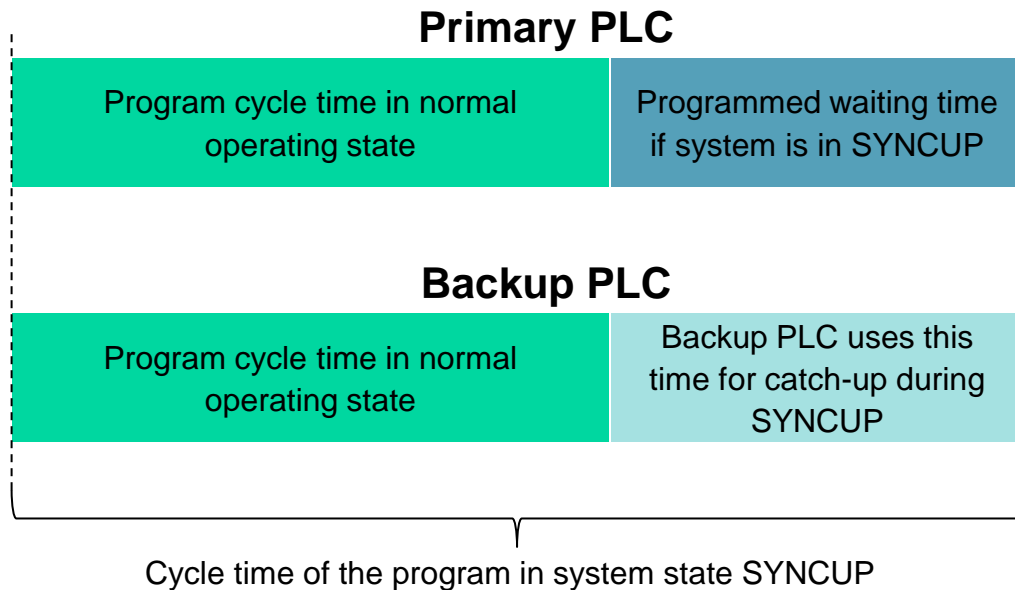 Primary PLC
Program cycle time in normal
operating state
Programmed waiting time
if system is in SYNCUP
Backup PLC
Program cycle time in normal
operating state
Backup PLC uses this
time for catch-up during
SYNCUP
Cycle time of the program in system state SYNCUP